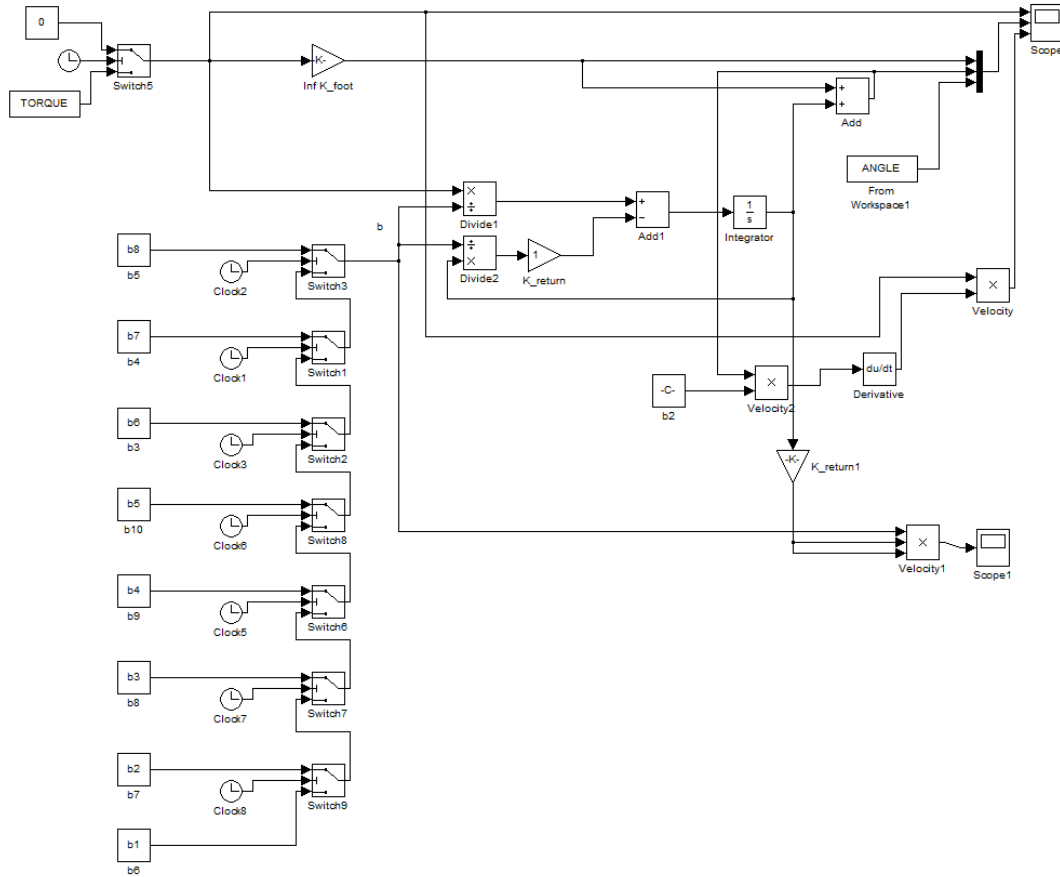 0
Switch5
TORQUE
-K-
Inf K_foot
Scope
+
+
Add
ANGLE
From
Workspace1
×
÷
Divide1
b
÷
×
Divide2
1
K_return
+
−
Add1
1
s
Integrator
×
Velocity
b8
b5
Clock2
Switch3
b7
b4
Clock1
Switch1
-C-
b2
×
Velocity2
du/dt
Derivative
b6
b3
Clock3
Switch2
-K-
K_return1
b5
b10
Clock6
Switch8
×
Velocity1
Scope1
b4
b9
Clock5
Switch6
b3
b8
Clock7
Switch7
b2
b7
Clock8
Switch9
b1
b6